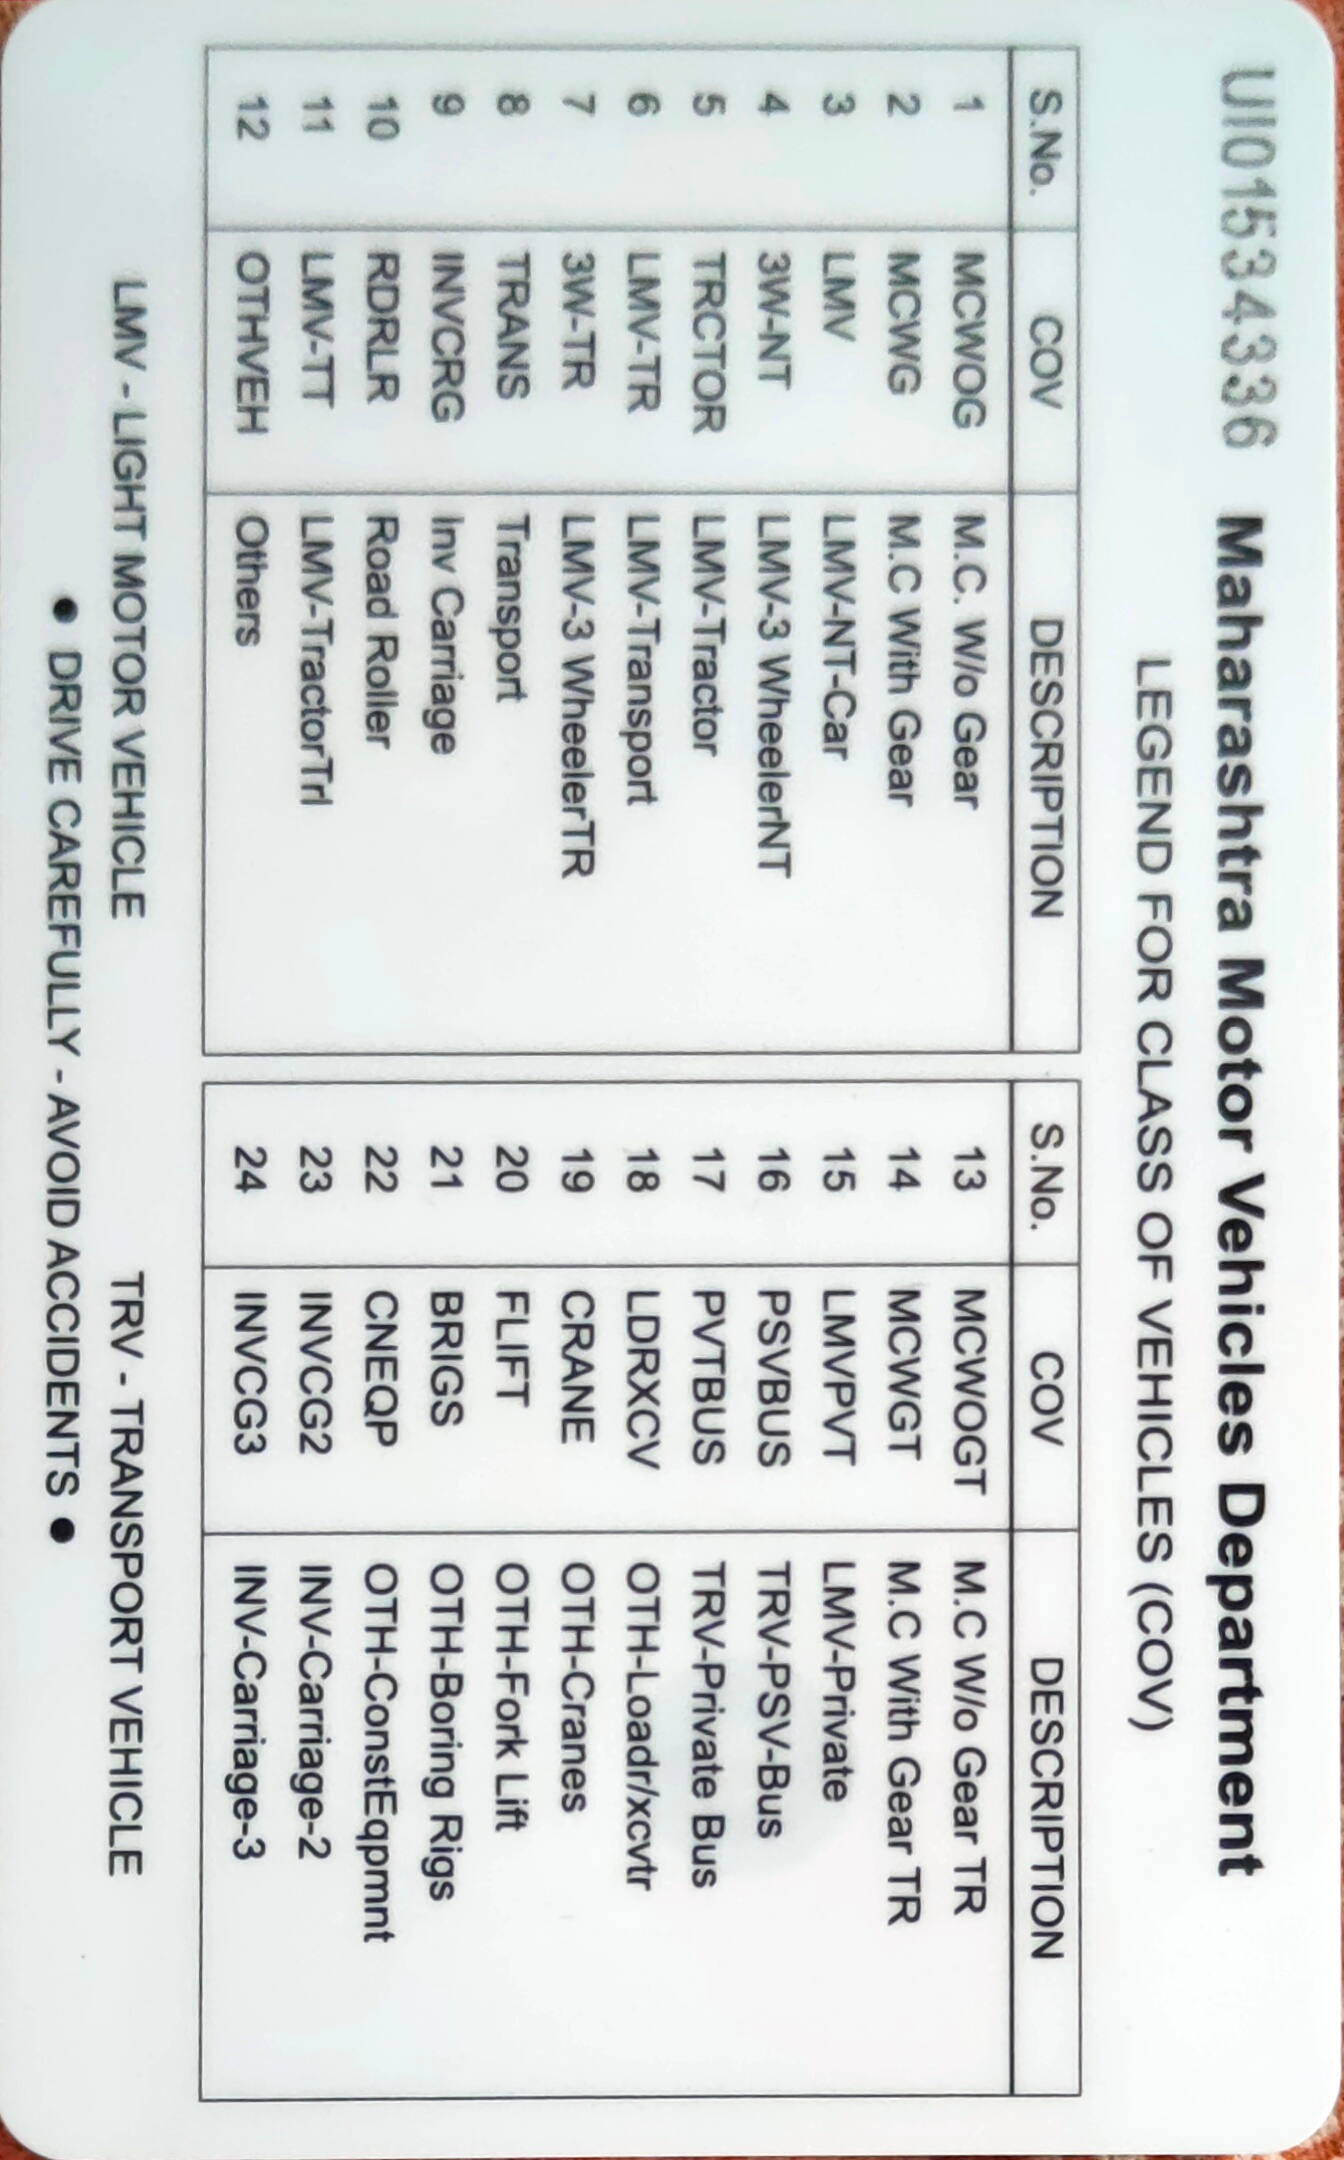 UI015344336 Maharashtra Motor Vehicles Department
LEGEND FOR CLASS OF VEHICLES (COV)
S.No. COV DESCRIPTION
1 MCWOG M.C. W/o Gear
2 MCWG M.C With Gear
3 LMV LMV-NT-Car
4 3W-NT LMV-3 WheelerNT
5 TRCTOR LMV-Tractor
6 LMV-TR LMV-Transport
7 3W-TR LMV-3 WheelerTR
8 TRANS Transport
9 INVCRG Inv Carriage
10 RDRLR Road Roller
11 LMV-TT LMV-TractorTrl
12 OTHVEH Others
S.No. COV DESCRIPTION
13 MCWOGT M.C W/o Gear TR
14 MCWGT M.C With Gear TR
15 LMVPVT LMV-Private
16 PSVBUS TRV-PSV-Bus
17 PVTBUS TRV-Private Bus
18 LDRXCV OTH-Loadr/xcvtr
19 CRANE OTH-Cranes
20 FLIFT OTH-Fork Lift
21 BRIGS OTH-Boring Rigs
22 CNEQP OTH-ConstEqpmnt
23 INVCG2 INV-Carriage-2
24 INVCG3 INV-Carriage-3
LMV - LIGHT MOTOR VEHICLE TRV - TRANSPORT VEHICLE
● DRIVE CAREFULLY - AVOID ACCIDENTS ●